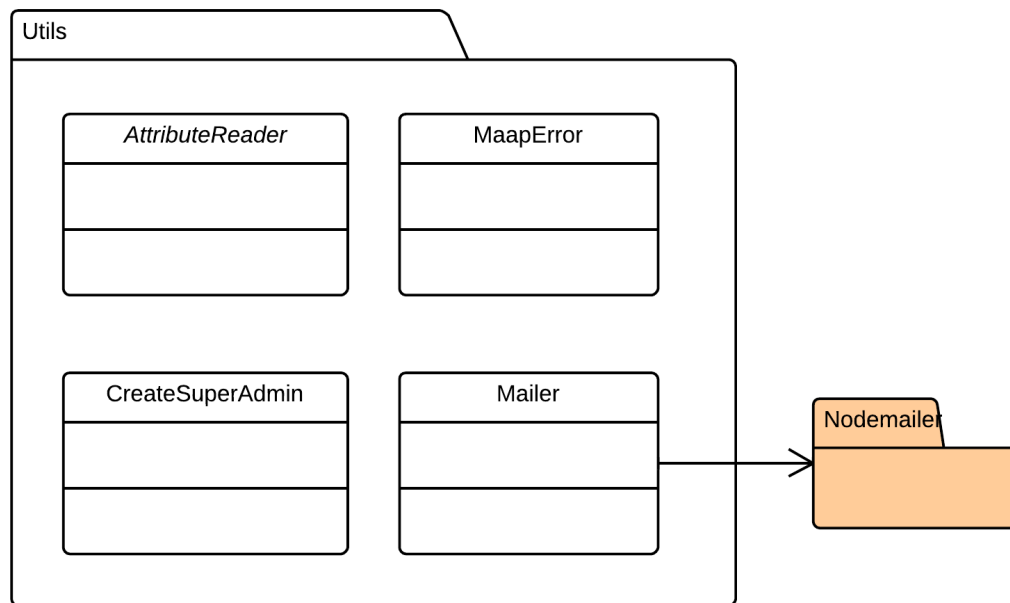 Utils
AttributeReader
MaapError
CreateSuperAdmin
Mailer
Nodemailer